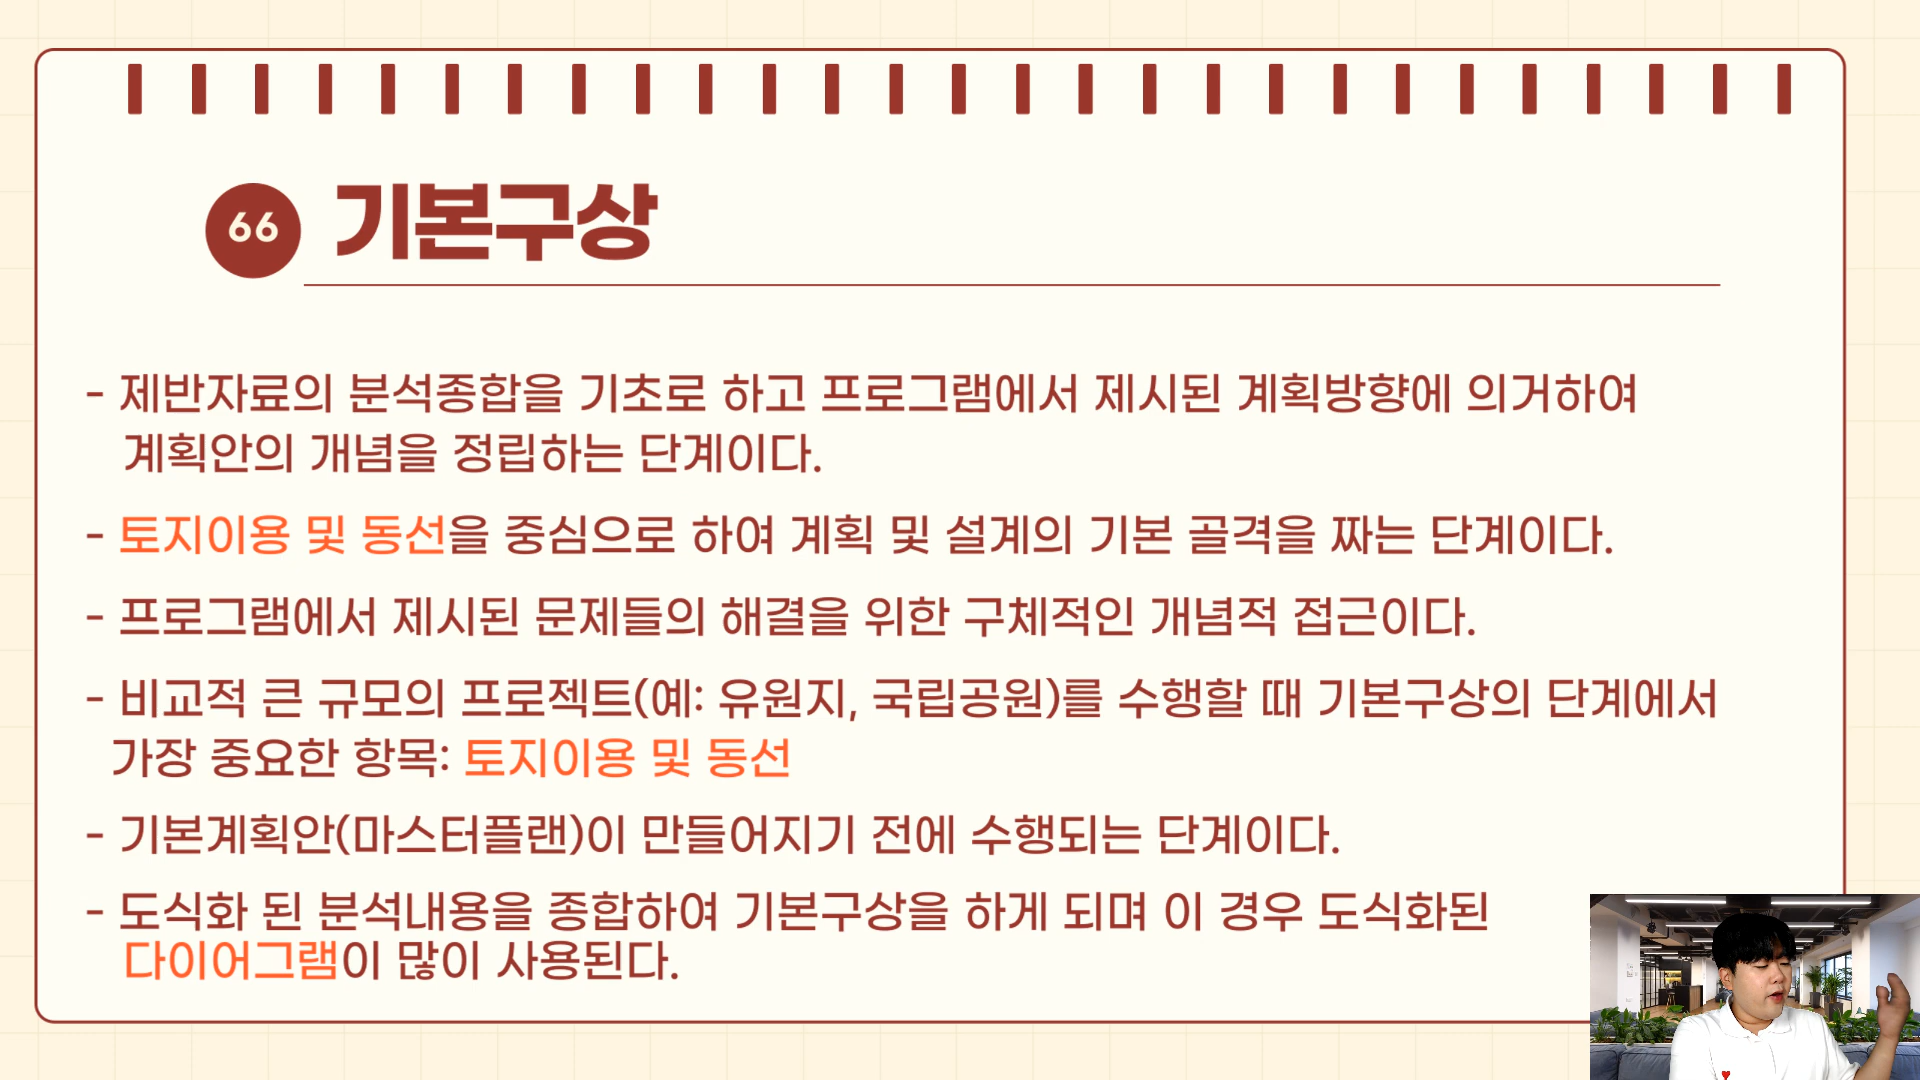 66 기본구상
- 제반자료의 분석종합을 기초로 하고 프로그램에서 제시된 계획방향에 의거하여
계획안의 개념을 정립하는 단계이다.
- 토지이용 및 동선을 중심으로 하여 계획 및 설계의 기본 골격을 짜는 단계이다.
- 프로그램에서 제시된 문제들의 해결을 위한 구체적인 개념적 접근이다.
- 비교적 큰 규모의 프로젝트(예: 유원지, 국립공원)를 수행할 때 기본구상의 단계에서
가장 중요한 항목: 토지이용 및 동선
- 기본계획안(마스터플랜)이 만들어지기 전에 수행되는 단계이다.
- 도식화 된 분석내용을 종합하여 기본구상을 하게 되며 이 경우 도식화된
다이어그램이 많이 사용된다.